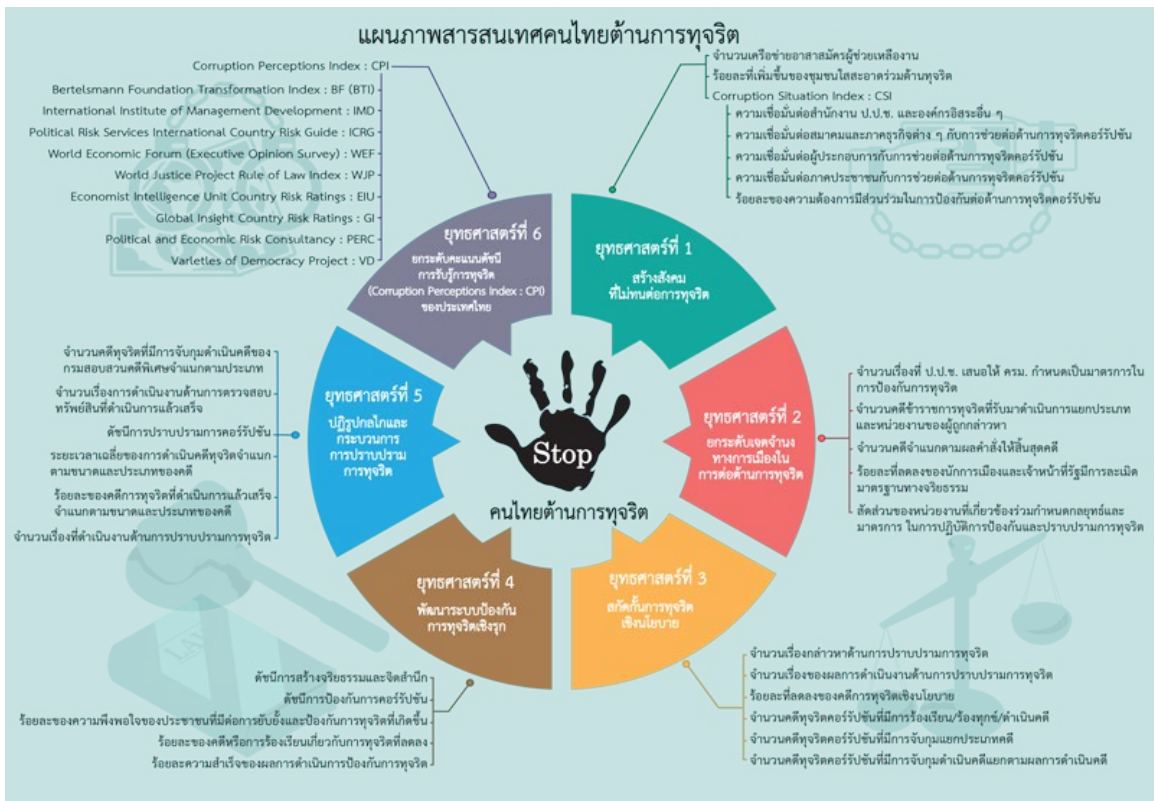 แผนภาพสารสนเทศคนไทยต้านการทุจริต
Corruption Perceptions Index : CPI
Bertelsmann Foundation Transformation Index : BF (BTI)
International Institute of Management Development : IMD
Political Risk Services International Country Risk Guide : ICRG
World Economic Forum (Executive Opinion Survey) : WEF
World Justice Project Rule of Law Index : WJP
Economist Intelligence Unit Country Risk Ratings : EIU
Global Insight Country Risk Ratings : GI
Political and Economic Risk Consultancy : PERC
Varletles of Democracy Project : VD
จำนวนเครือข่ายอาสาสมัครผู้ช่วยเหลืองาน
ร้อยละที่เพิ่มขึ้นของชุมชนใสสะอาดร่วมต้านทุจริต
Corruption Situation Index : CSI
ความเชื่อมั่นต่อสำนักงาน ป.ป.ช. และองค์กรอิสระอื่น ๆ
ความเชื่อมั่นต่อสมาคมและภาคธุรกิจต่าง ๆ กับการช่วยต่อต้านการทุจริตคอร์รัปชัน
ความเชื่อมั่นต่อผู้ประกอบการกับการช่วยต่อต้านการทุจริตคอร์รัปชัน
ความเชื่อมั่นต่อภาคประชาชนกับการช่วยต่อต้านการทุจริตคอร์รัปชัน
ร้อยละของความต้องการมีส่วนร่วมในการป้องกันต่อต้านการทุจริตคอร์รัปชัน
ยุทธศาสตร์ที่ 6
ยกระดับคะแนนดัชนี
การรับรู้การทุจริต
(Corruption Perceptions Index : CPI)
ของประเทศไทย
ยุทธศาสตร์ที่ 1
สร้างสังคม
ที่ไม่ทนต่อการทุจริต
จำนวนคดีทุจริตที่มีการจับกุมดำเนินคดีของ
กรมสอบสวนคดีพิเศษจำแนกตามประเภท
จำนวนเรื่องการดำเนินงานด้านการตรวจสอบ
ทรัพย์สินที่ดำเนินการแล้วเสร็จ
ดัชนีการปราบปรามการคอร์รัปชัน
ระยะเวลาเฉลี่ยของการดำเนินคดีทุจริตจำแนก
ตามขนาดและประเภทของคดี
ร้อยละของคดีการทุจริตที่ดำเนินการแล้วเสร็จ
จำแนกตามขนาดและประเภทของคดี
จำนวนเรื่องที่ดำเนินงานด้านการปราบปรามการทุจริต
ยุทธศาสตร์ที่ 5
ปฏิรูปกลไกและ
กระบวนการ
การปราบปราม
การทุจริต
Stop
คนไทยต้านการทุจริต
ยุทธศาสตร์ที่ 2
ยกระดับเจตจำนง
ทางการเมืองใน
การต่อต้านการทุจริต
จำนวนเรื่องที่ ป.ป.ช. เสนอให้ ครม. กำหนดเป็นมาตรการใน
การป้องกันการทุจริต
จำนวนคดีข้าราชการทุจริตที่รับมาดำเนินการแยกประเภท
และหน่วยงานของผู้ถูกกล่าวหา
จำนวนคดีจำแนกตามผลคำสั่งให้สิ้นสุดคดี
ร้อยละที่ลดลงของนักการเมืองและเจ้าหน้าที่รัฐมีการละเมิด
มาตรฐานทางจริยธรรม
สัดส่วนของหน่วยงานที่เกี่ยวข้องร่วมกำหนดกลยุทธ์และ
มาตรการ ในการปฏิบัติการป้องกันและปราบปรามการทุจริต
ยุทธศาสตร์ที่ 4
พัฒนาระบบป้องกัน
การทุจริตเชิงรุก
ยุทธศาสตร์ที่ 3
สกัดกั้นการทุจริต
เชิงนโยบาย
ดัชนีการสร้างจริยธรรมและจิตสำนึก
ดัชนีการป้องกันการคอร์รัปชัน
ร้อยละของความพึงพอใจของประชาชนที่มีต่อการยับยั้งและป้องกันการทุจริตที่เกิดขึ้น
ร้อยละของคดีหรือการร้องเรียนเกี่ยวกับการทุจริตที่ลดลง
ร้อยละความสำเร็จของผลการดำเนินการป้องกันการทุจริต
จำนวนเรื่องกล่าวหาด้านการปราบปรามการทุจริต
จำนวนเรื่องของผลการดำเนินงานด้านการปราบปรามการทุจริต
ร้อยละที่ลดลงของคดีการทุจริตเชิงนโยบาย
จำนวนคดีทุจริตคอร์รัปชันที่มีการร้องเรียน/ร้องทุกข์/ดำเนินคดี
จำนวนคดีทุจริตคอร์รัปชันที่มีการจับกุมแยกประเภทคดี
จำนวนคดีทุจริตคอร์รัปชันที่มีการจับกุมดำเนินคดีแยกตามผลการดำเนินคดี
LAW